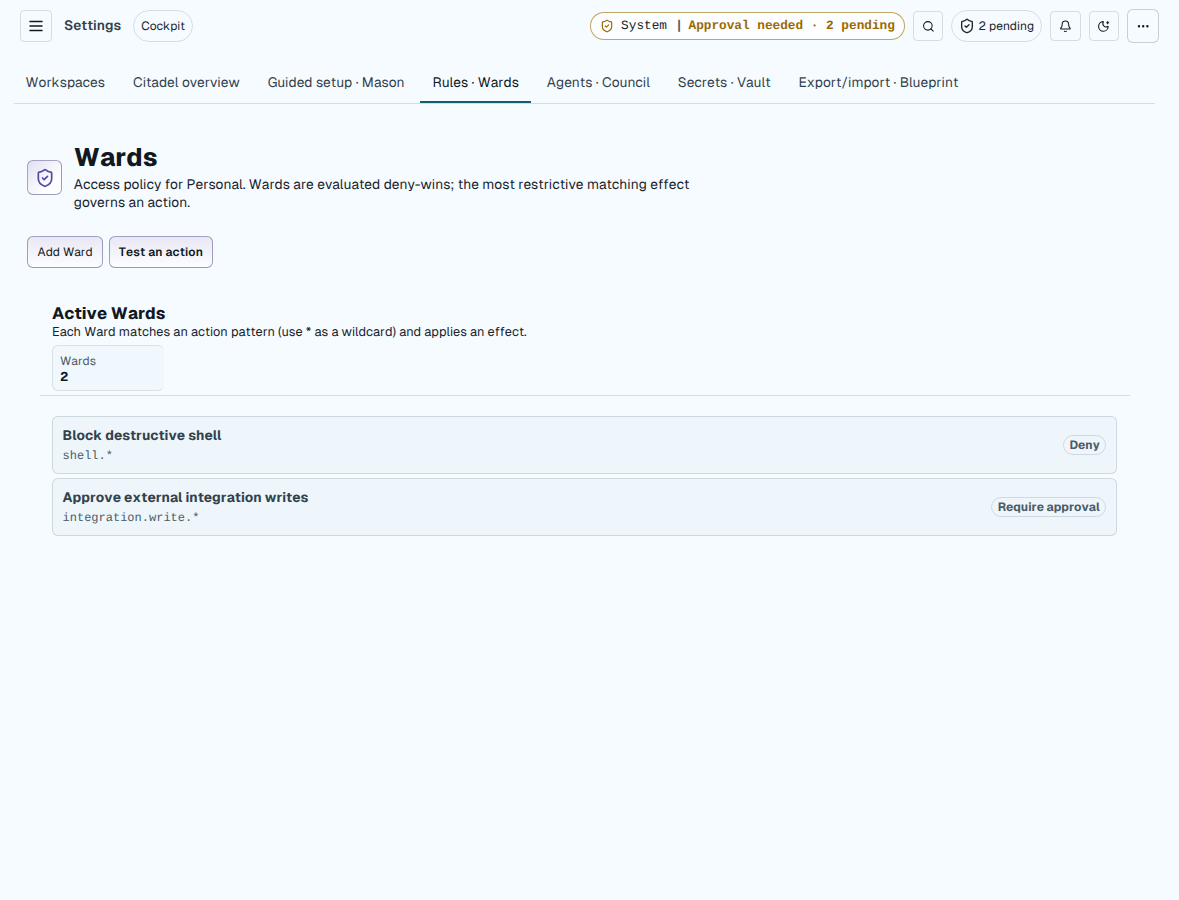 Settings
Cockpit
System | Approval needed · 2 pending
2 pending
Workspaces
Citadel overview
Guided setup · Mason
Rules · Wards
Agents · Council
Secrets · Vault
Export/import · Blueprint
Wards
Access policy for Personal. Wards are evaluated deny-wins; the most restrictive matching effect
governs an action.
Add Ward
Test an action
Active Wards
Each Ward matches an action pattern (use * as a wildcard) and applies an effect.
Wards
2
Block destructive shell
shell.*
Deny
Approve external integration writes
integration.write.*
Require approval